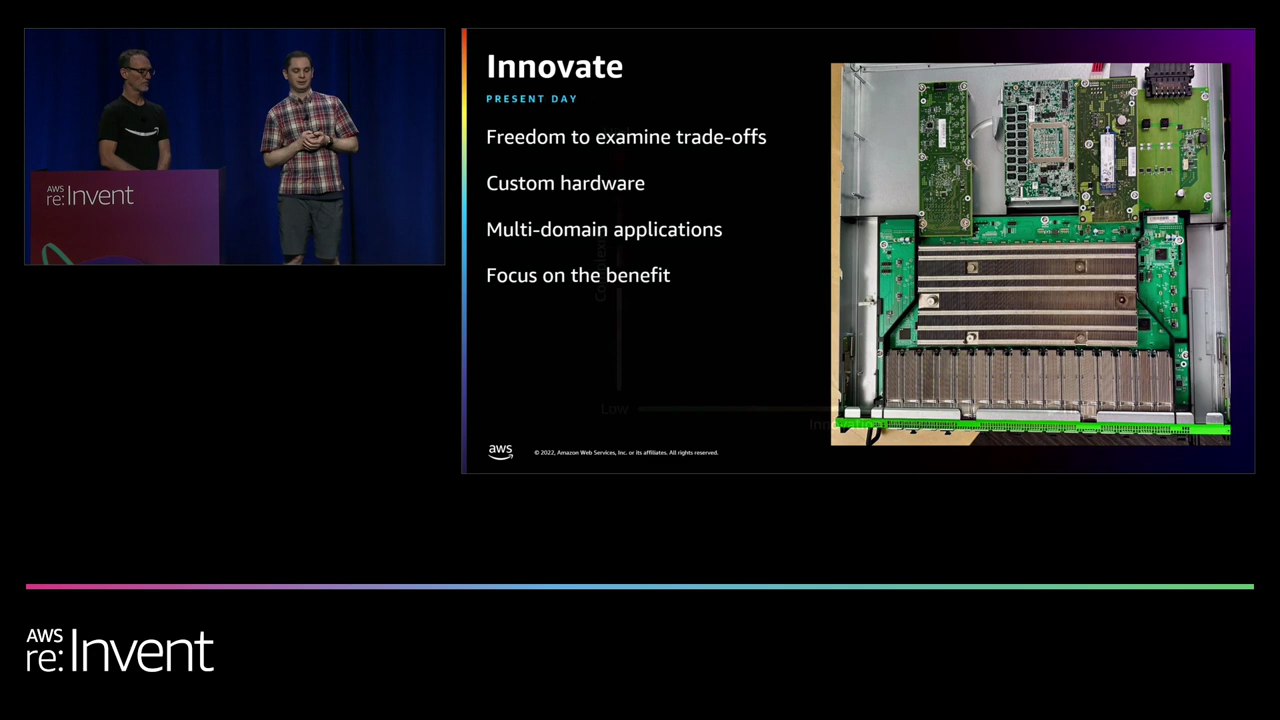 AWS
re:Invent
Innovate
PRESENT DAY
Freedom to examine trade-offs
Custom hardware
Multi-domain applications
Focus on the benefit
Low
aws
© 2022, Amazon Web Services, Inc. or its affiliates. All rights reserved.
AWS
re:Invent